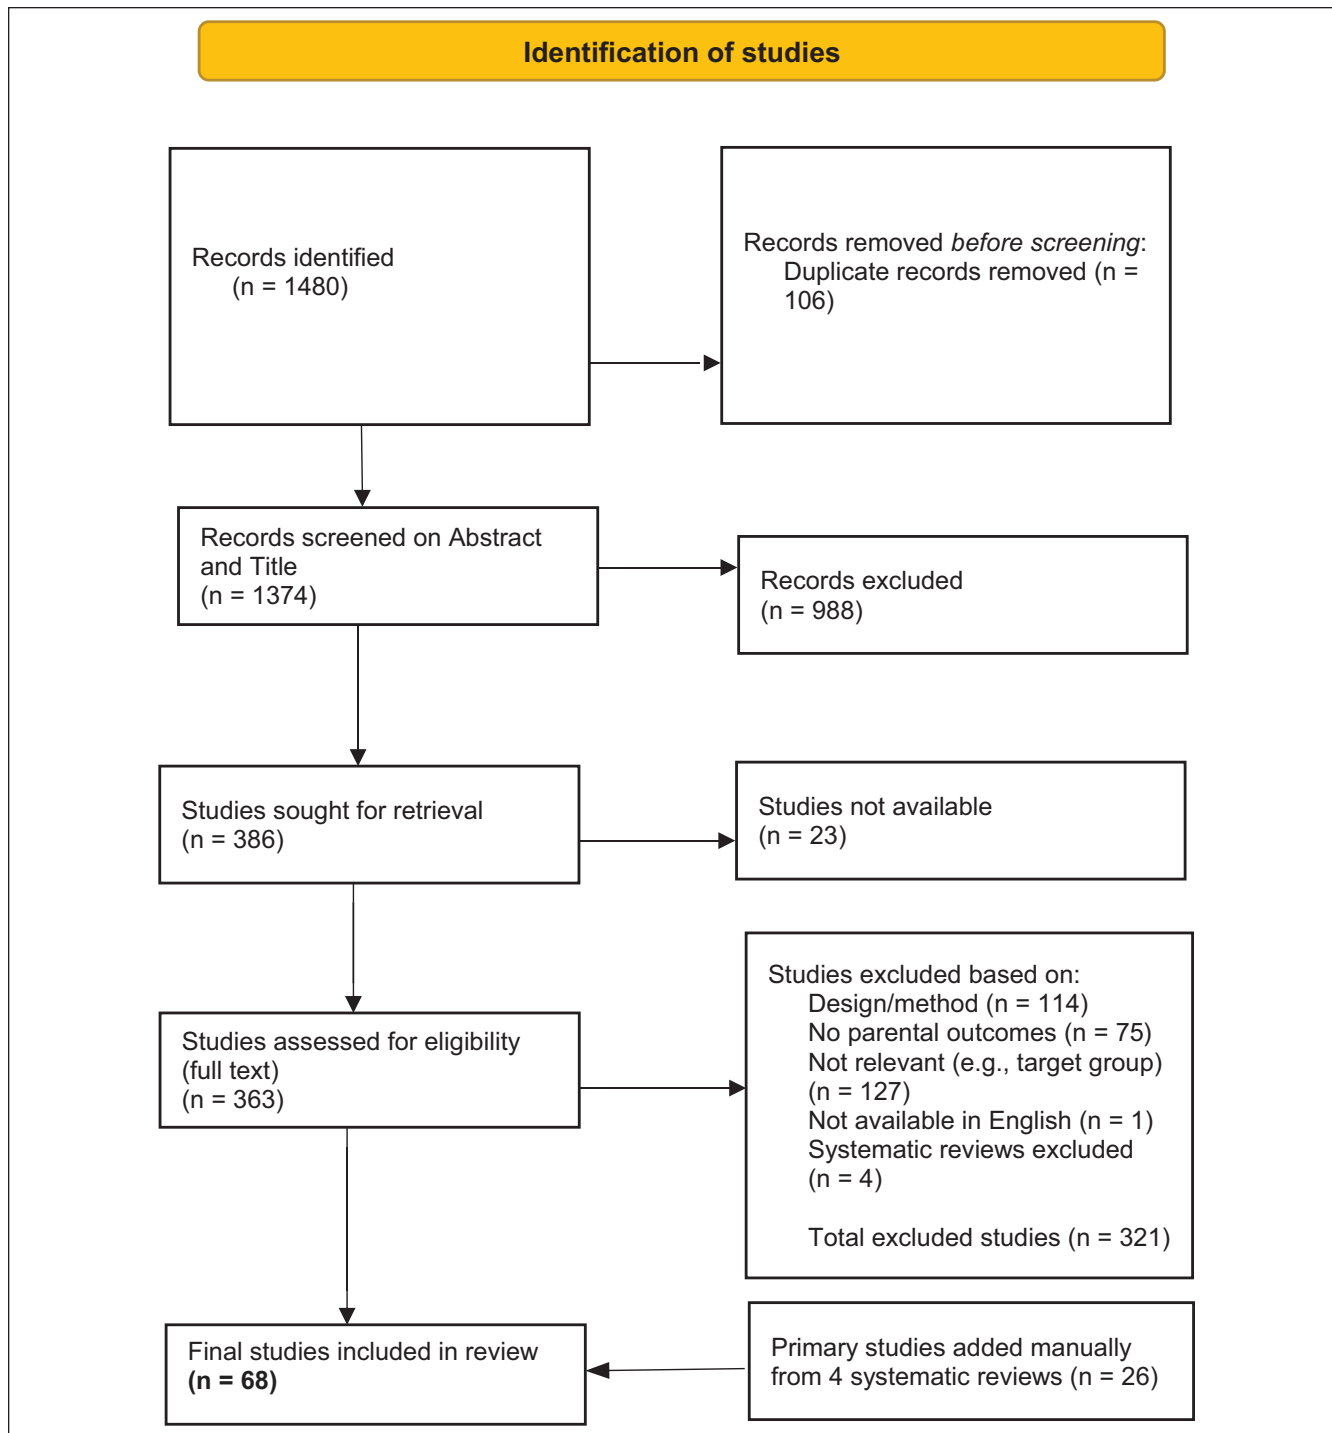 Identification of studies
Records identified
(n = 1480)
Records removed before screening:
Duplicate records removed (n =
106)
Records screened on Abstract
and Title
(n = 1374)
Records excluded
(n = 988)
Studies sought for retrieval
(n = 386)
Studies not available
(n = 23)
Studies assessed for eligibility
(full text)
(n = 363)
Studies excluded based on:
Design/method (n = 114)
No parental outcomes (n = 75)
Not relevant (e.g., target group)
(n = 127)
Not available in English (n = 1)
Systematic reviews excluded
(n = 4)
Total excluded studies (n = 321)
Final studies included in review
(n = 68)
Primary studies added manually
from 4 systematic reviews (n = 26)